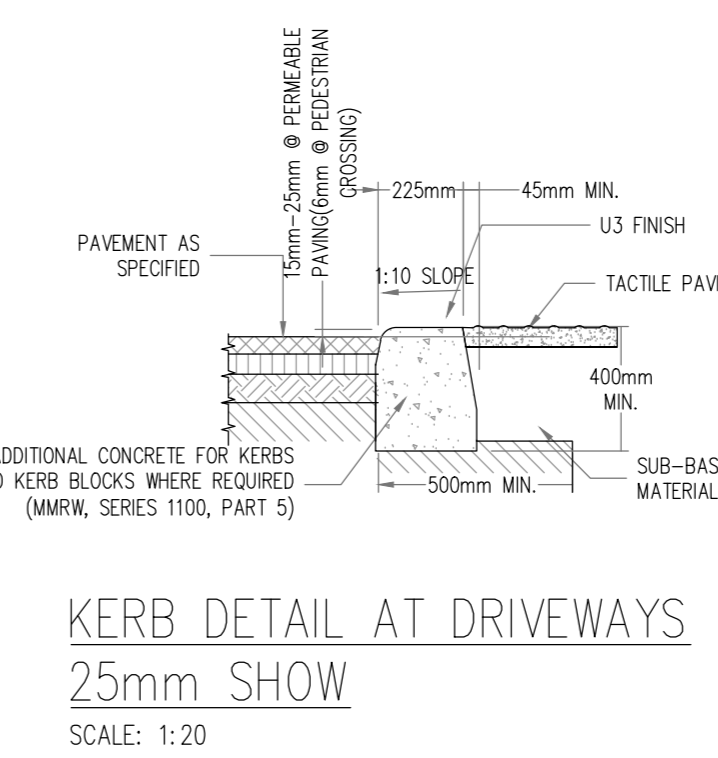 15mm-25mm @ PERMEABLE
PAVING(6mm @ PEDESTRIAN
CROSSING)
225mm
45mm MIN.
U3 FINISH
PAVEMENT AS
SPECIFIED
1:10 SLOPE
TACTILE PAVI
400mm
MIN.
ADDITIONAL CONCRETE FOR KERBS
KERB BLOCKS WHERE REQUIRED
(MMRW, SERIES 1100, PART 5)
500mm MIN.
SUB-BAS
MATERIAL
KERB DETAIL AT DRIVEWAYS
25mm SHOW
SCALE: 1:20